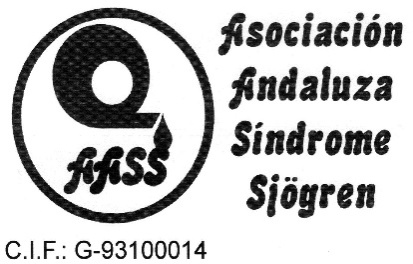 AASS
Asociación
Andaluza
Síndrome
Sjögren
C.I.F.: G-93100014